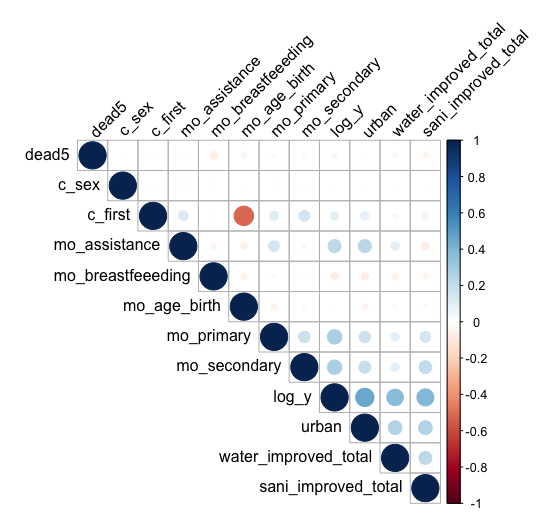 dead5
c_sex
c_first
mo_assistance
mo_breastfeeeding
mo_age_birth
mo_primary
mo_secondary
log_y
urban
water_improved_total
sani_improved_total
dead5
c_sex
c_first
mo_assistance
mo_breastfeeeding
mo_age_birth
mo_primary
mo_secondary
log_y
urban
water_improved_total
sani_improved_total
1
0.8
0.6
0.4
0.2
0
-0.2
-0.4
-0.6
-0.8
-1